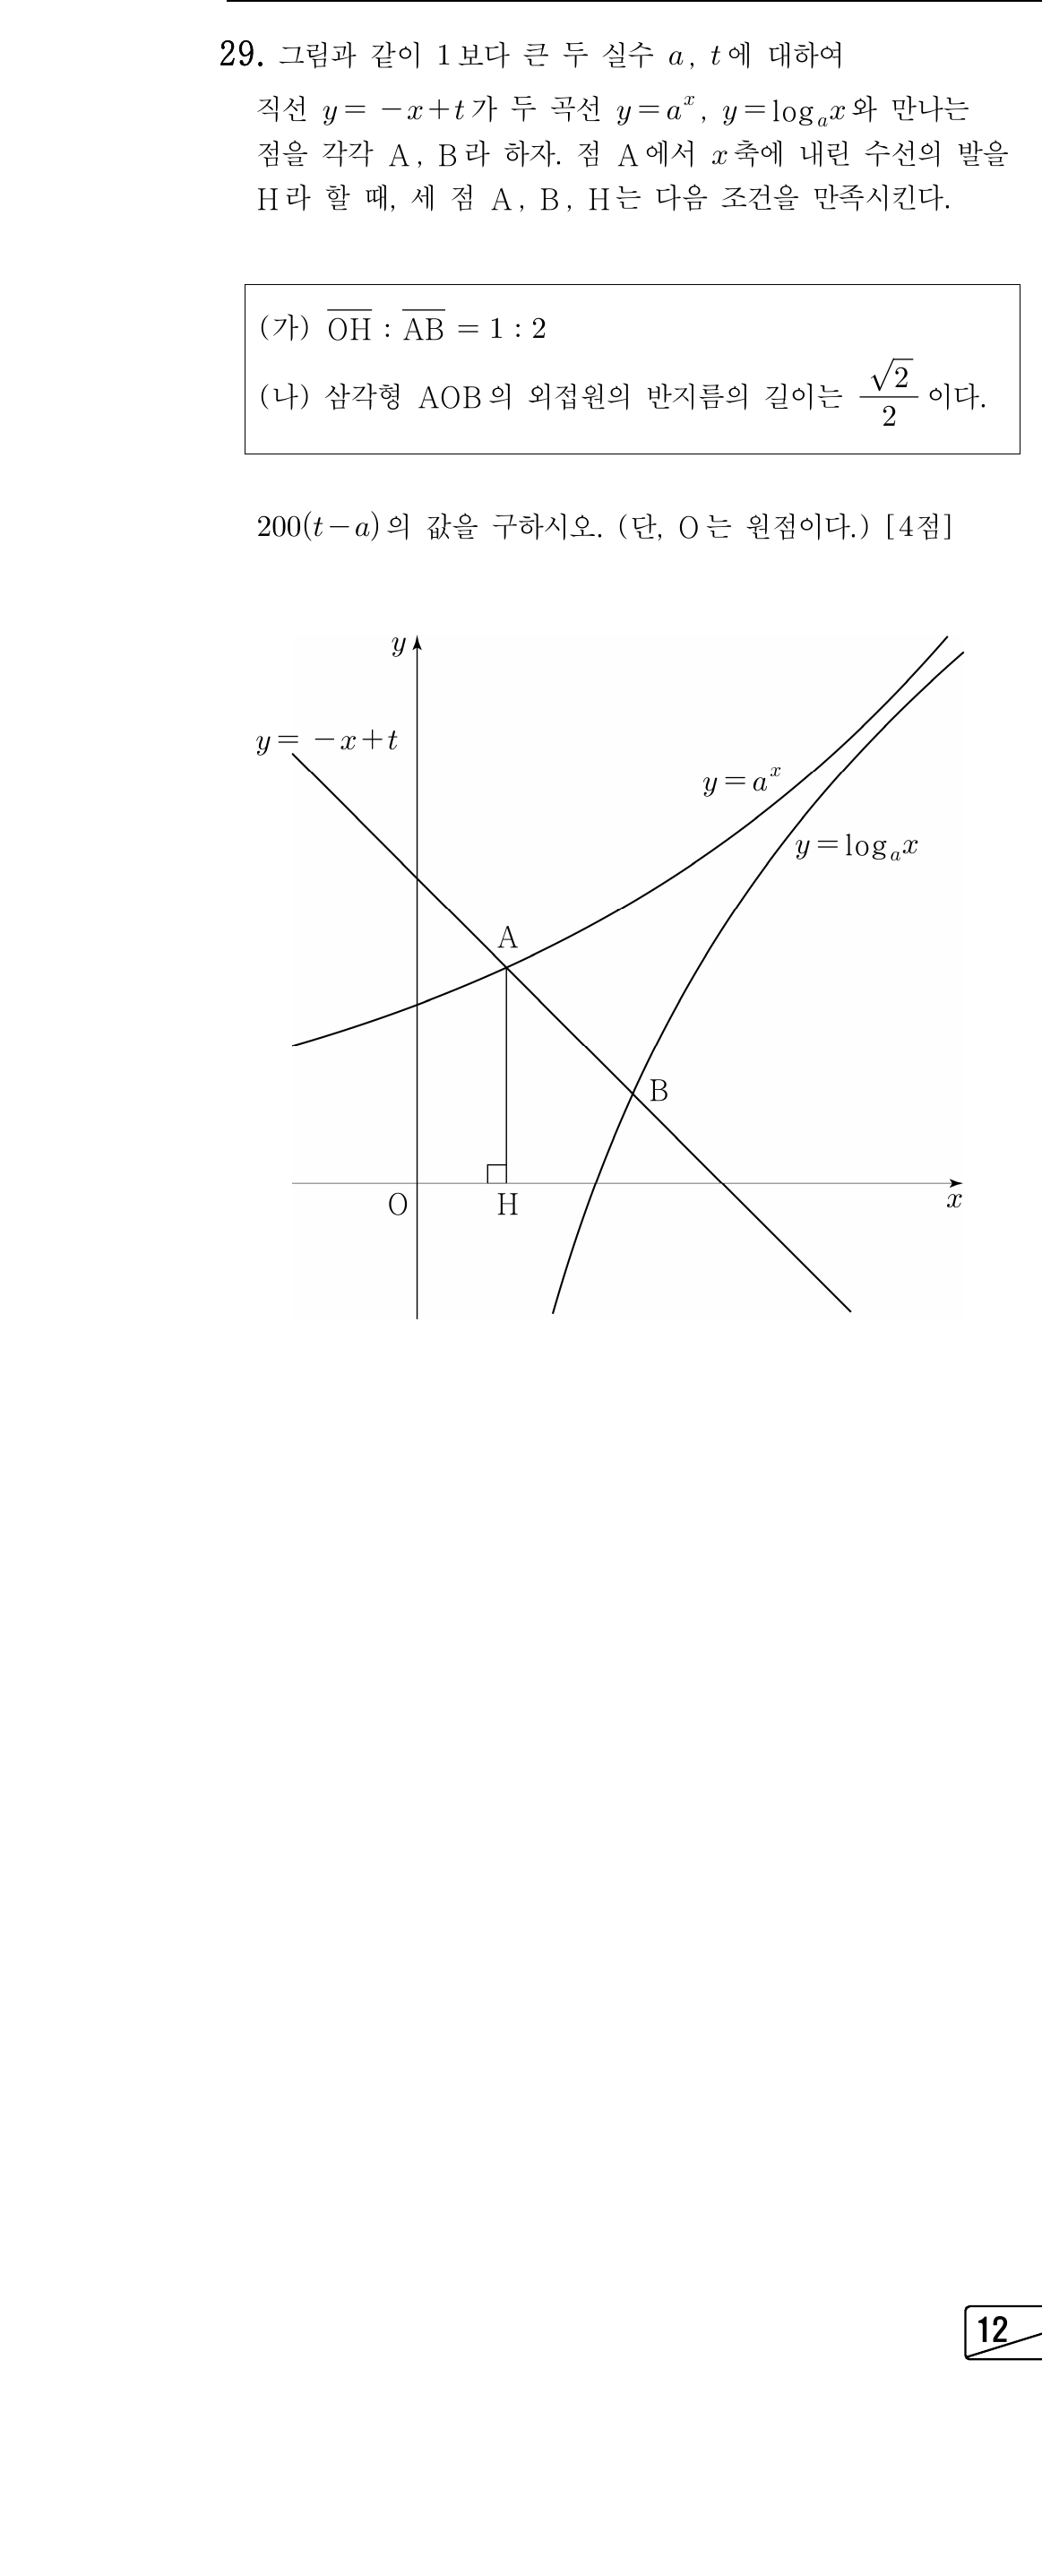 29. 그림과 같이 1보다 큰 두 실수 a, t에 대하여
직선 y = −x+t가 두 곡선 y=a^x, y=log_a x와 만나는
점을 각각 A, B라 하자. 점 A에서 x축에 내린 수선의 발을
H라 할 때, 세 점 A, B, H는 다음 조건을 만족시킨다.
(가) \overline{OH} : \overline{AB} = 1 : 2
(나) 삼각형 AOB의 외접원의 반지름의 길이는 \frac{\sqrt{2}}{2} 이다.
200(t−a)의 값을 구하시오. (단, O는 원점이다.) [4점]
y
y= −x+t
y=a^x
y=log_a x
A
B
O
H
x
12